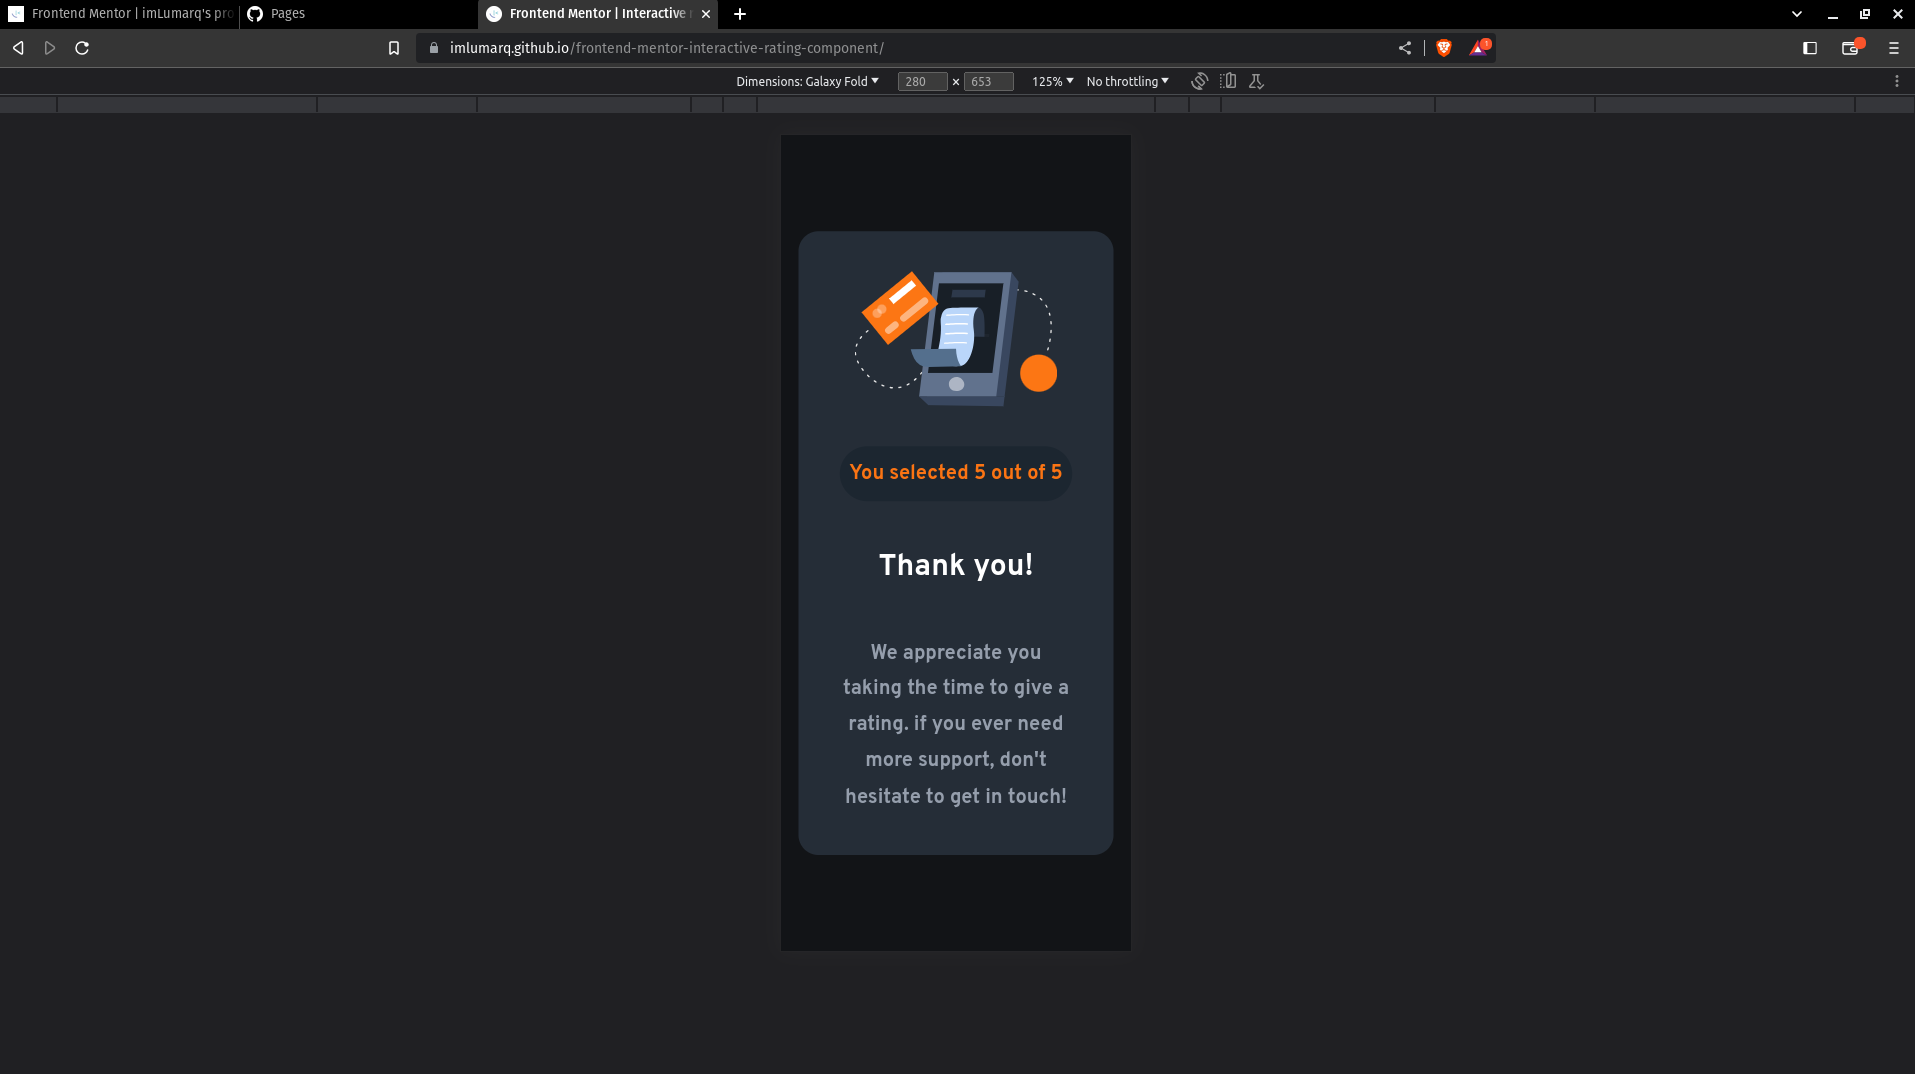 Frontend Mentor | imLumarq's pro
Pages
Frontend Mentor | Interactive r
imlumarq.github.io/frontend-mentor-interactive-rating-component/
1
Dimensions: Galaxy Fold
280 × 653
125%
No throttling
You selected 5 out of 5
Thank you!
We appreciate you
taking the time to give a
rating. if you ever need
more support, don't
hesitate to get in touch!